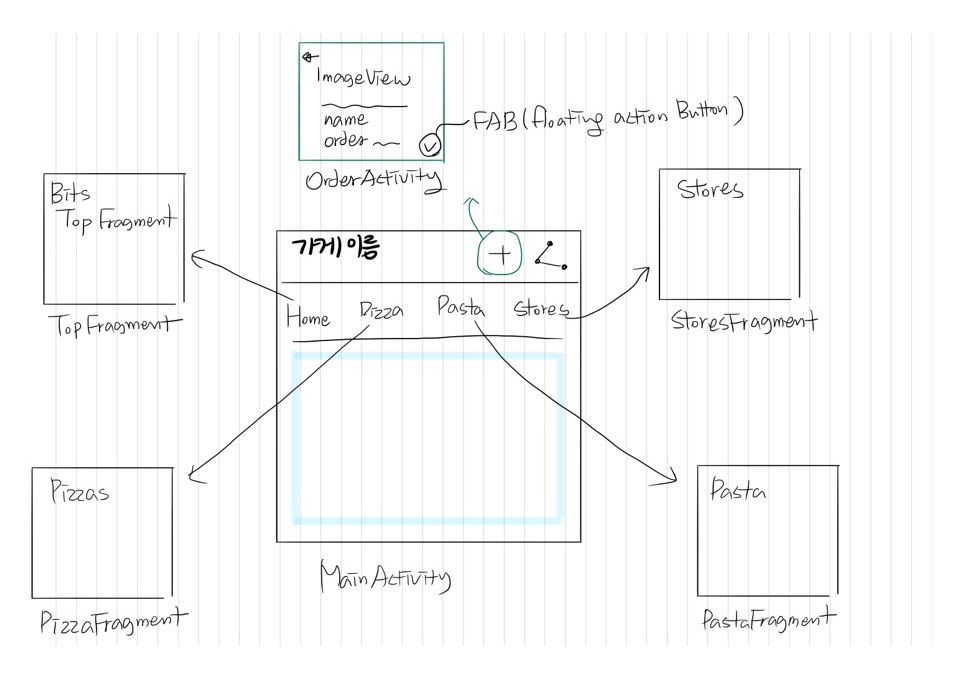 ImageView
name
order
FAB(floating action Button)
OrderActivity
Bits
Top Fragment
TopFragment
Stores
StoresFragment
가게 이름
+
Home Pizza Pasta Stores
MainActivity
Pizzas
PizzaFragment
Pasta
PastaFragment